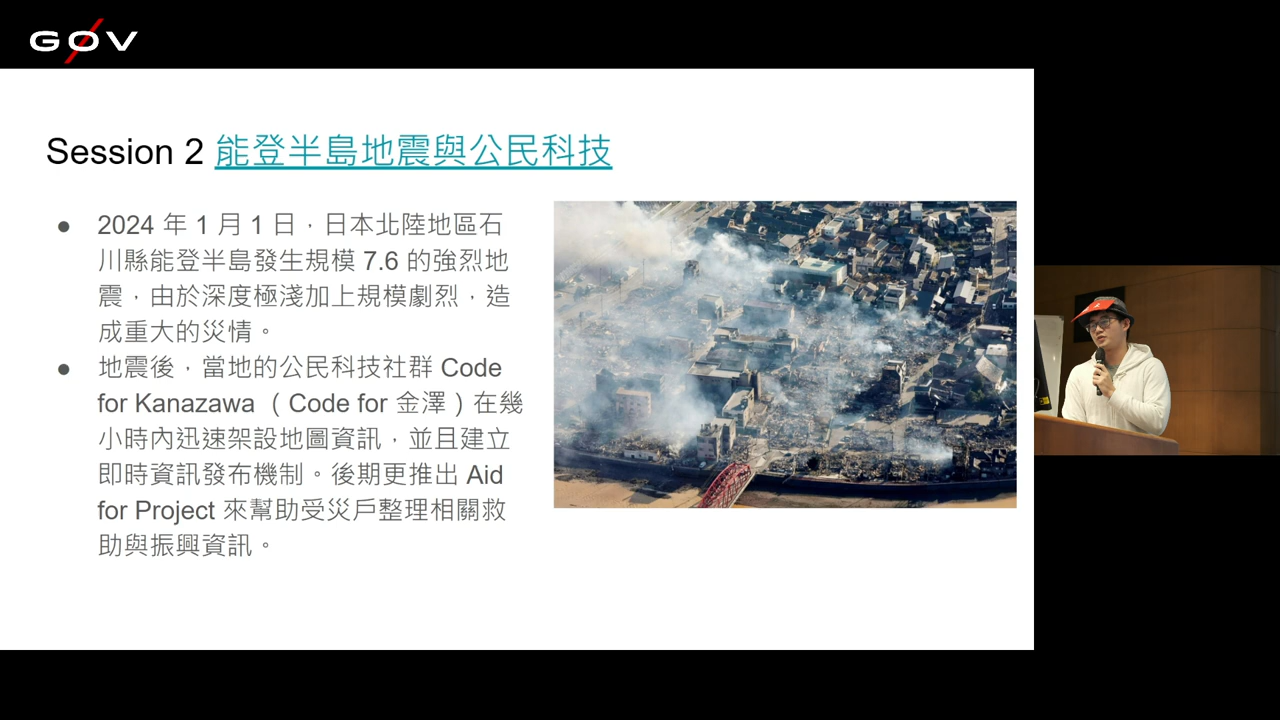 GØV
Session 2 能登半島地震與公民科技
● 2024 年 1 月 1 日，日本北陸地區石
川縣能登半島發生規模 7.6 的強烈地
震，由於深度極淺加上規模劇烈，造
成重大的災情。
● 地震後，當地的公民科技社群 Code
for Kanazawa （ Code for 金澤 ) 在幾
小時內迅速架設地圖資訊，並且建立
即時資訊發布機制。後期更推出 Aid
for Project 來幫助受災戶整理相關救
助與振興資訊。